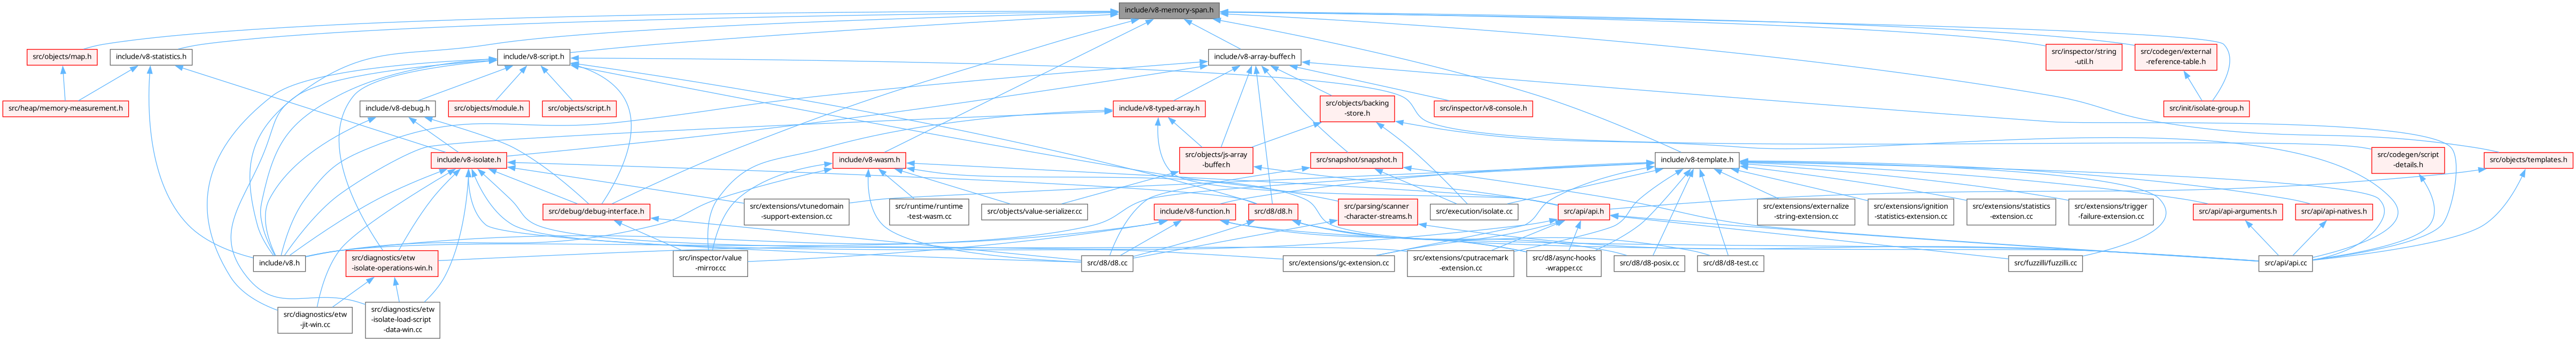 include/v8-memory-span.h
src/objects/map.h
include/v8-statistics.h
include/v8-script.h
include/v8-array-buffer.h
src/inspector/string
-util.h
src/codegen/external
-reference-table.h
src/heap/memory-measurement.h
include/v8-debug.h
src/objects/module.h
src/objects/script.h
include/v8-typed-array.h
src/objects/backing
-store.h
src/inspector/v8-console.h
src/init/isolate-group.h
include/v8-isolate.h
include/v8-wasm.h
src/objects/js-array
-buffer.h
src/snapshot/snapshot.h
include/v8-template.h
src/codegen/script
-details.h
src/objects/templates.h
src/debug/debug-interface.h
src/extensions/vtunedomain
-support-extension.cc
src/runtime/runtime
-test-wasm.cc
src/objects/value-serializer.cc
include/v8-function.h
src/d8/d8.h
src/parsing/scanner
-character-streams.h
src/execution/isolate.cc
src/api/api.h
src/extensions/externalize
-string-extension.cc
src/extensions/ignition
-statistics-extension.cc
src/extensions/statistics
-extension.cc
src/extensions/trigger
-failure-extension.cc
src/api/api-arguments.h
src/api/api-natives.h
include/v8.h
src/diagnostics/etw
-isolate-operations-win.h
src/inspector/value
-mirror.cc
src/d8/d8.cc
src/extensions/gc-extension.cc
src/extensions/cputracemark
-extension.cc
src/d8/async-hooks
-wrapper.cc
src/d8/d8-posix.cc
src/d8/d8-test.cc
src/fuzzilli/fuzzilli.cc
src/api/api.cc
src/diagnostics/etw
-jit-win.cc
src/diagnostics/etw
-isolate-load-script
-data-win.cc